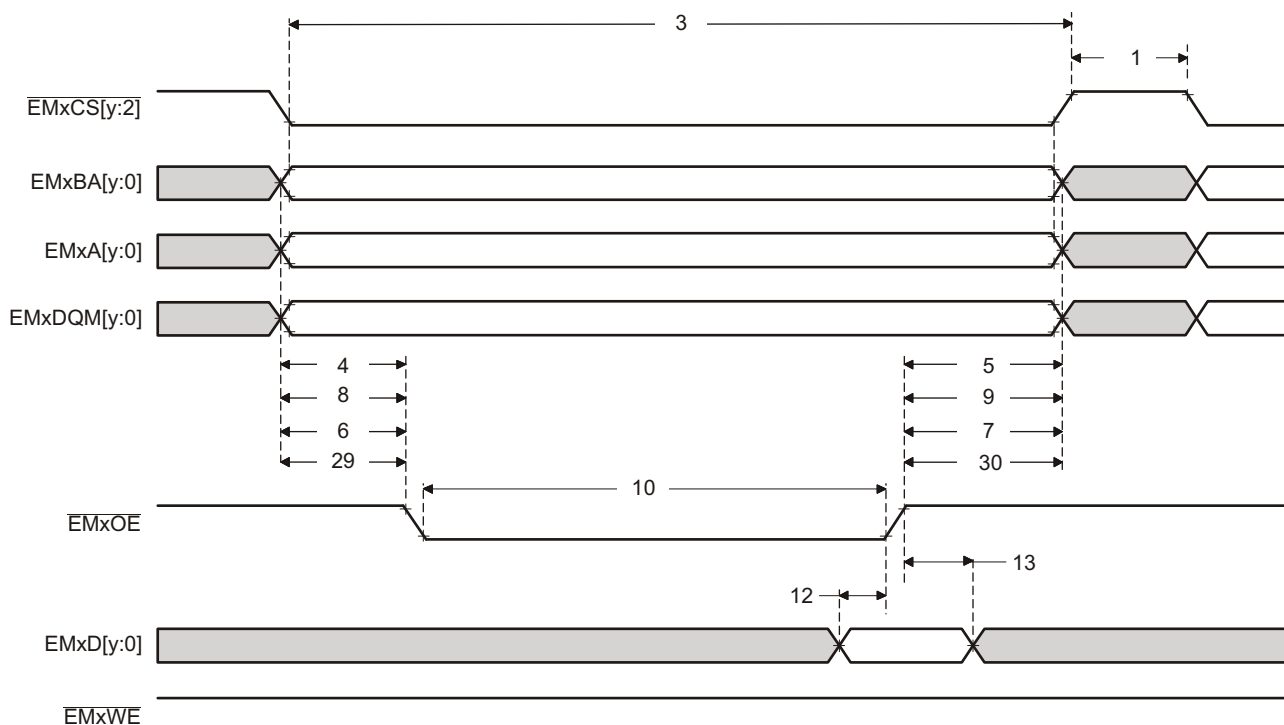 3
1
EMxCS[y:2]
EMxBA[y:0]
EMxA[y:0]
EMxDQM[y:0]
4 5
8 9
6 7
29 30
10
EMxOE
13
12
EMxD[y:0]
EMxWE